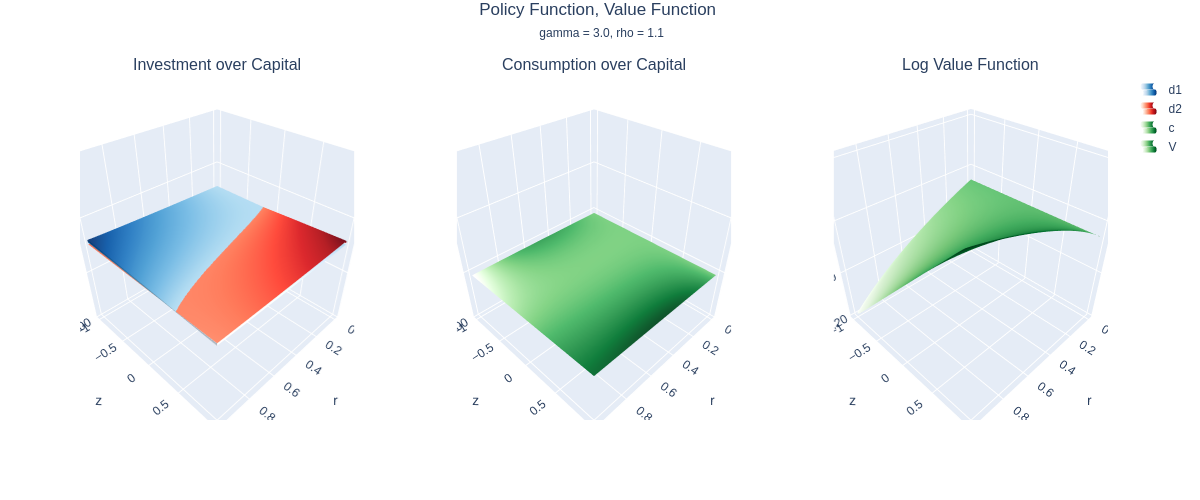 Policy Function, Value Function
gamma = 3.0, rho = 1.1
Investment over Capital
Consumption over Capital
Log Value Function
d1
d2
c
V
−0.5
0
0.5
z
0
0.2
0.4
0.6
0.8
r
−0.5
0
0.5
z
0
0.2
0.4
0.6
0.8
r
−0.5
0
0.5
z
0
0.2
0.4
0.6
0.8
r